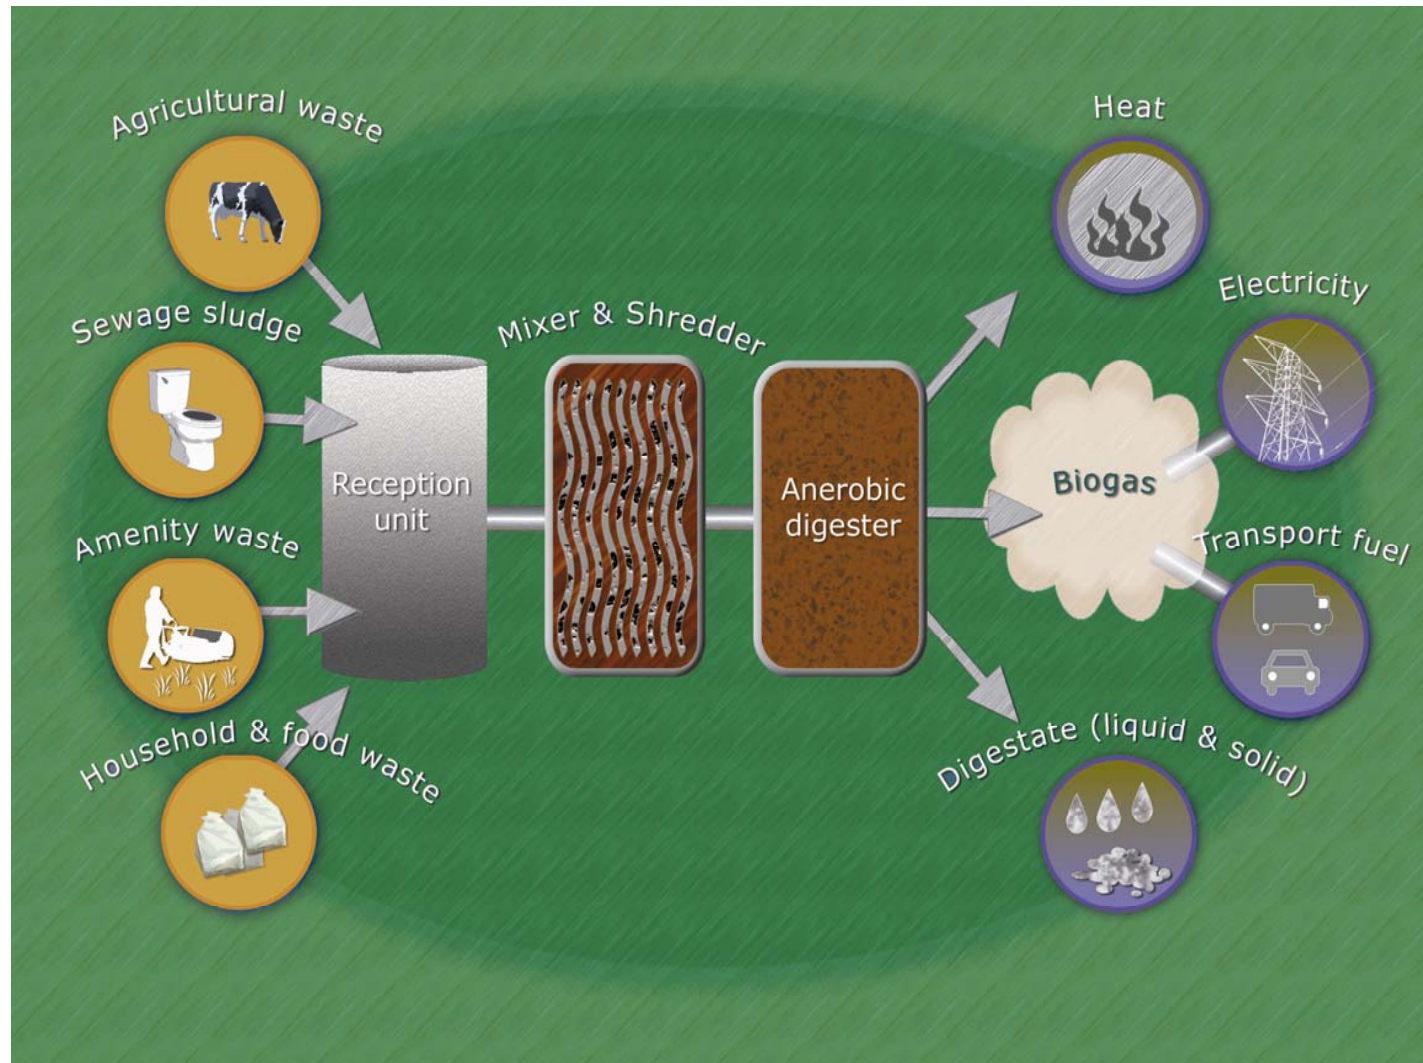 Agricultural waste
Sewage sludge
Amenity waste
Household & food waste
Reception
unit
Mixer & Shredder
Anerobic
digester
Heat
Biogas
Electricity
Transport fuel
Digestate (liquid & solid)